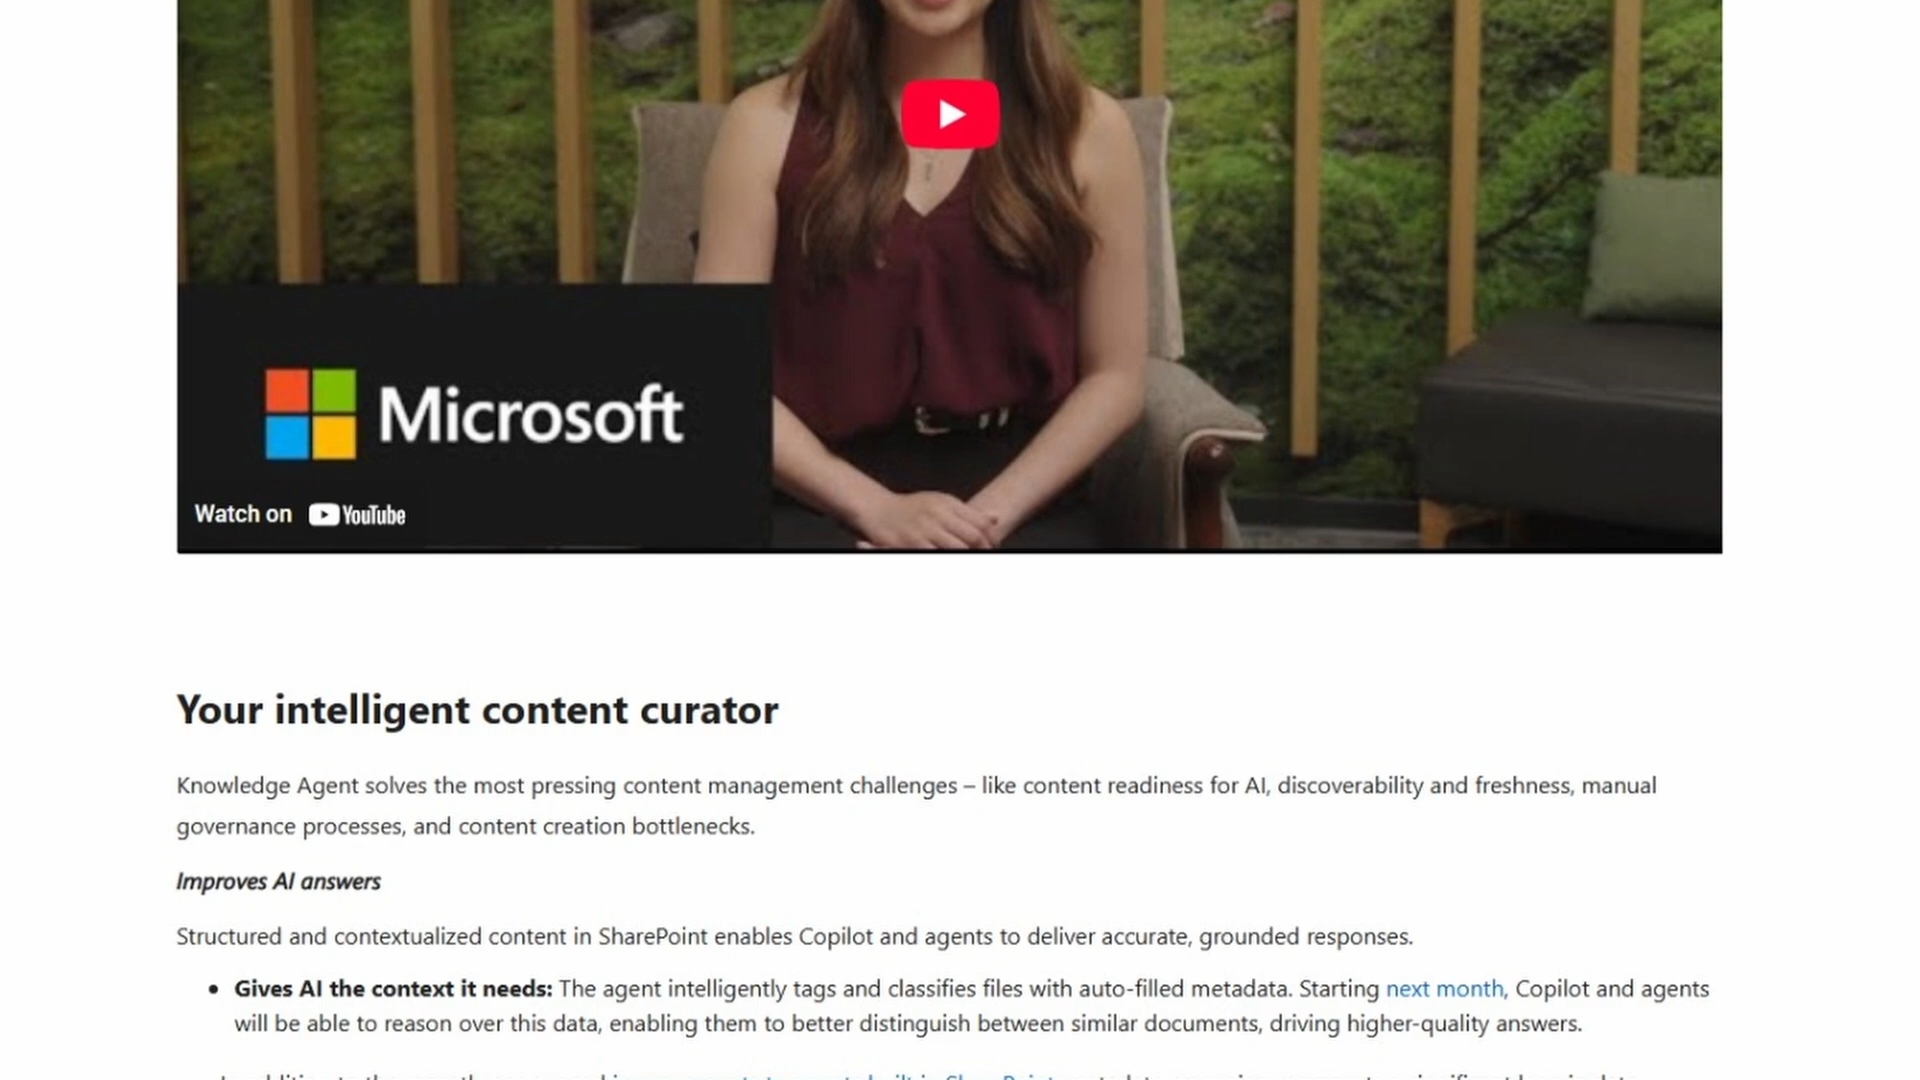 Microsoft
Watch on YouTube
Your intelligent content curator
Knowledge Agent solves the most pressing content management challenges – like content readiness for AI, discoverability and freshness, manual
governance processes, and content creation bottlenecks.
Improves AI answers
Structured and contextualized content in SharePoint enables Copilot and agents to deliver accurate, grounded responses.
• Gives AI the context it needs: The agent intelligently tags and classifies files with auto-filled metadata. Starting next month, Copilot and agents
will be able to reason over this data, enabling them to better distinguish between similar documents, driving higher-quality answers.